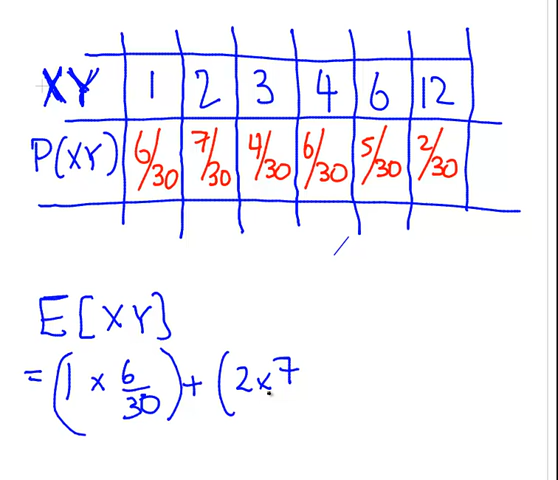 XY 1 2 3 4 6 12
P(XY) 6/30 7/30 4/30 6/30 5/30 2/30
E[XY]
= (1 × 6/30) + (2×7